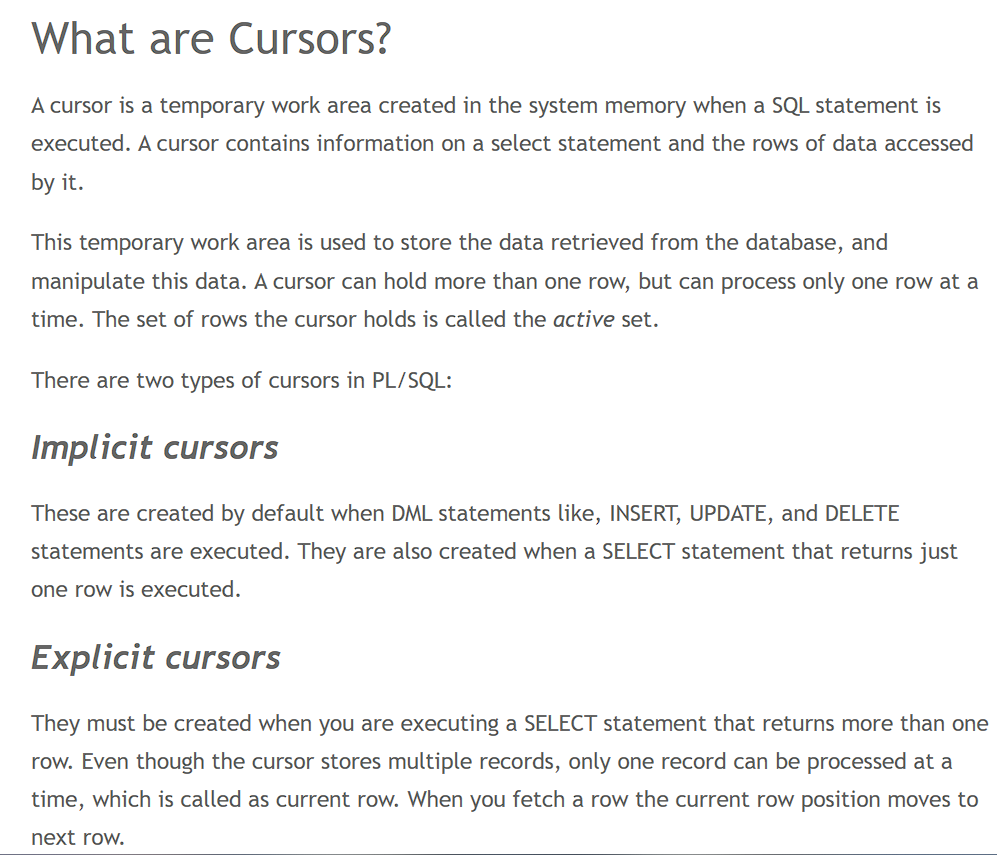 What are Cursors?
A cursor is a temporary work area created in the system memory when a SQL statement is
executed. A cursor contains information on a select statement and the rows of data accessed
by it.
This temporary work area is used to store the data retrieved from the database, and
manipulate this data. A cursor can hold more than one row, but can process only one row at a
time. The set of rows the cursor holds is called the active set.
There are two types of cursors in PL/SQL:
Implicit cursors
These are created by default when DML statements like, INSERT, UPDATE, and DELETE
statements are executed. They are also created when a SELECT statement that returns just
one row is executed.
Explicit cursors
They must be created when you are executing a SELECT statement that returns more than one
row. Even though the cursor stores multiple records, only one record can be processed at a
time, which is called as current row. When you fetch a row the current row position moves to
next row.